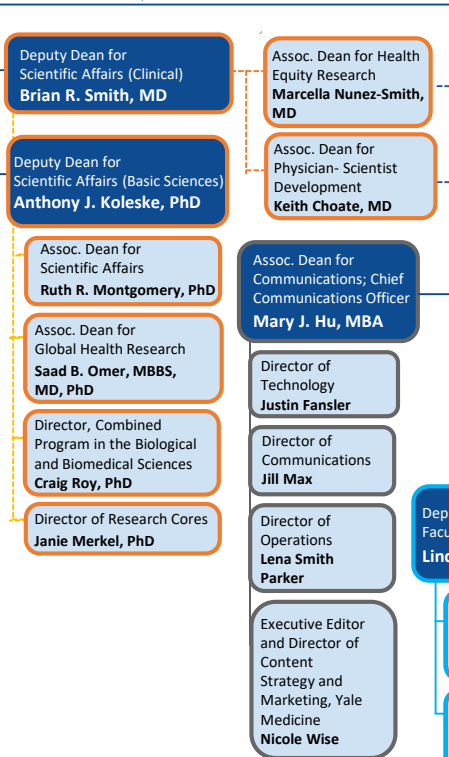 Deputy Dean for
Scientific Affairs (Clinical)
Brian R. Smith, MD
Assoc. Dean for Health
Equity Research
Marcella Nunez-Smith,
MD
Assoc. Dean for
Physician- Scientist
Development
Keith Choate, MD
Deputy Dean for
Scientific Affairs (Basic Sciences)
Anthony J. Koleske, PhD
Assoc. Dean for
Scientific Affairs
Ruth R. Montgomery, PhD
Assoc. Dean for
Global Health Research
Saad B. Omer, MBBS,
MD, PhD
Director, Combined
Program in the Biological
and Biomedical Sciences
Craig Roy, PhD
Director of Research Cores
Janie Merkel, PhD
Assoc. Dean for
Communications; Chief
Communications Officer
Mary J. Hu, MBA
Director of
Technology
Justin Fansler
Director of
Communications
Jill Max
Director of
Operations
Lena Smith
Parker
Executive Editor
and Director of
Content
Strategy and
Marketing, Yale
Medicine
Nicole Wise
Dep
Facu
Linc